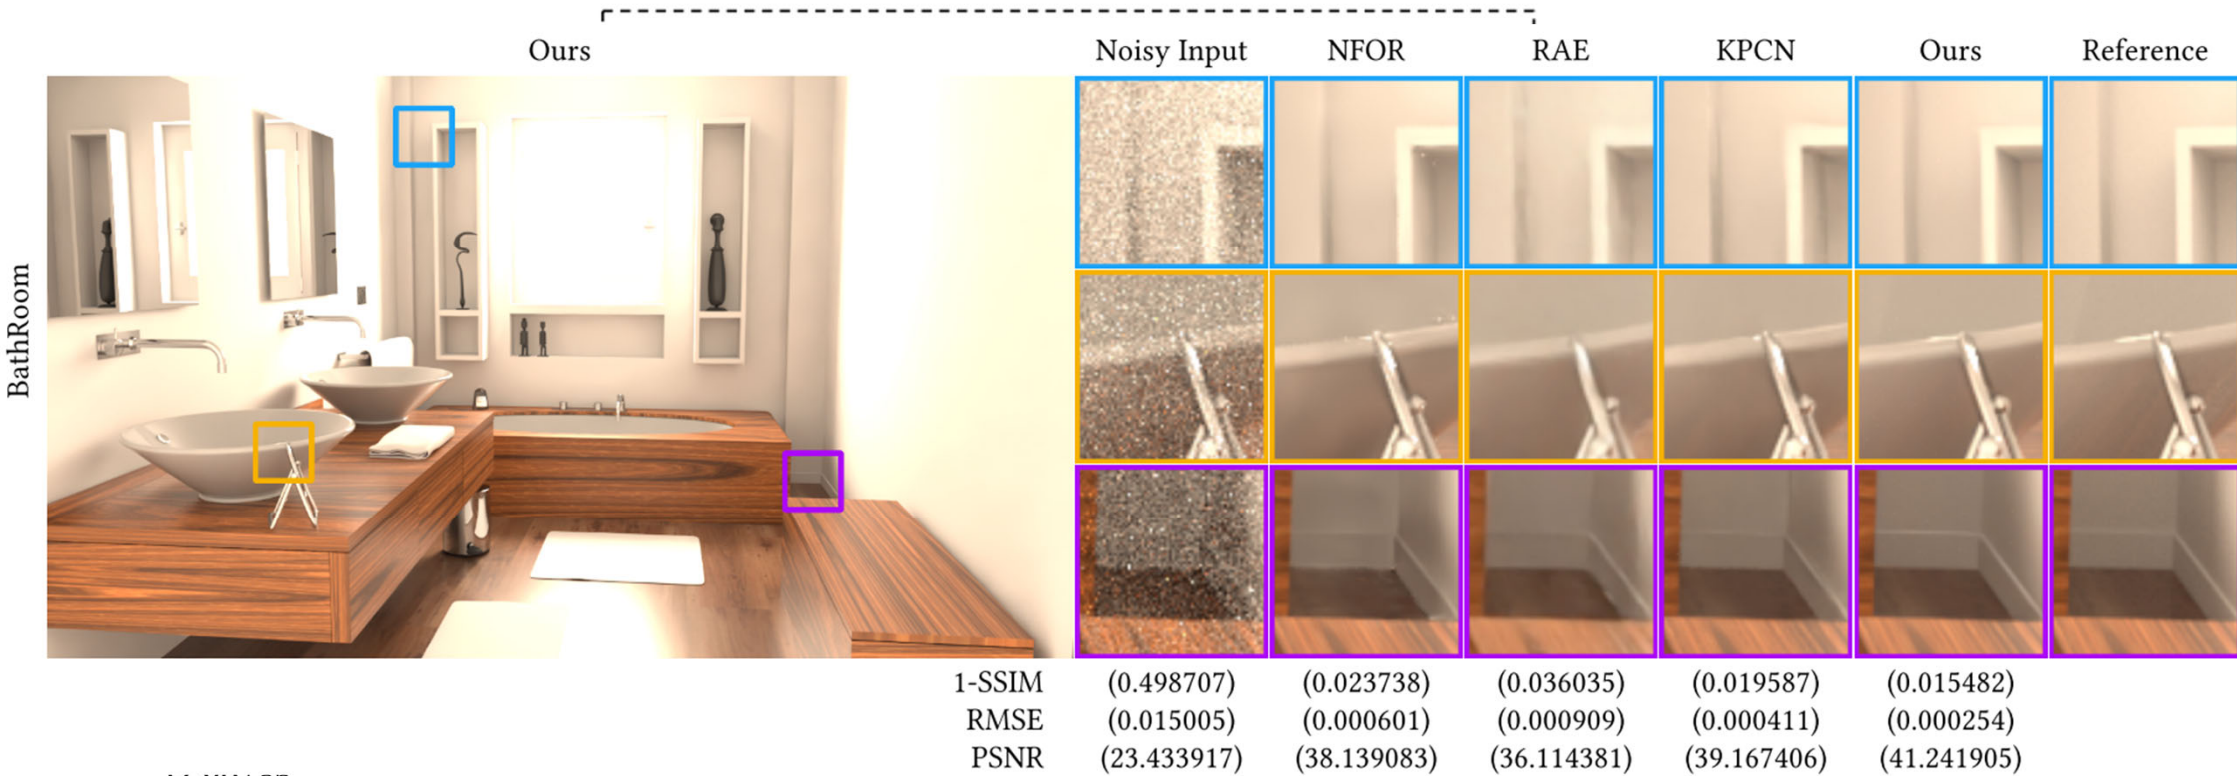 Ours Noisy Input NFOR RAE KPCN Ours Reference
BathRoom
1-SSIM (0.498707) (0.023738) (0.036035) (0.019587) (0.015482)
RMSE (0.015005) (0.000601) (0.000909) (0.000411) (0.000254)
PSNR (23.433917) (38.139083) (36.114381) (39.167406) (41.241905)